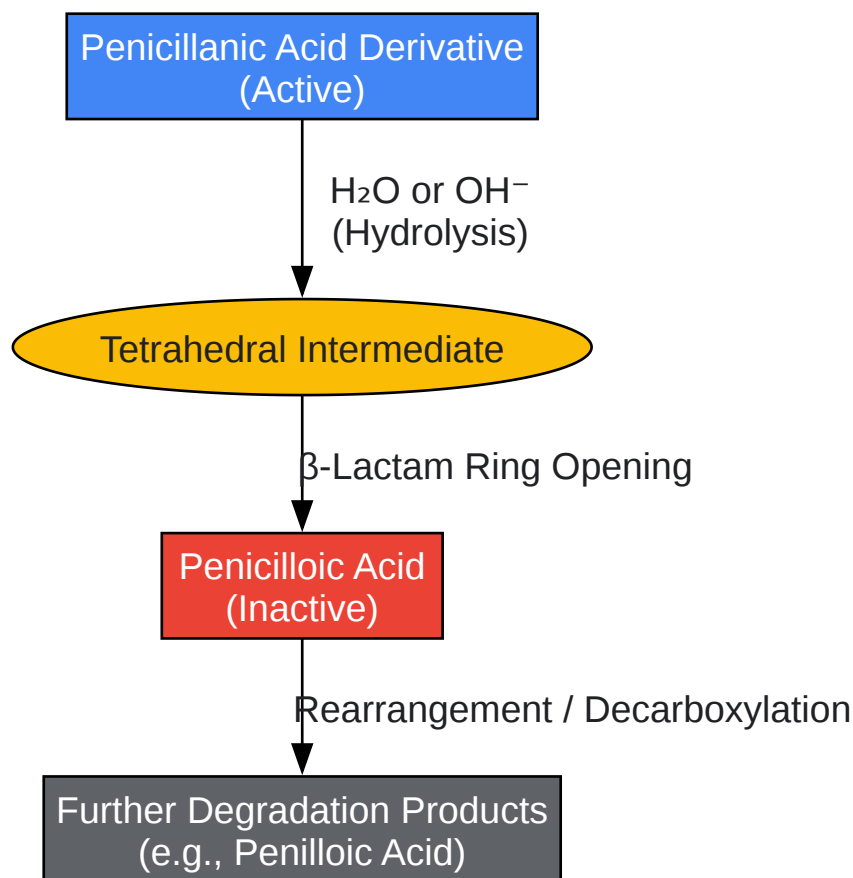 Penicillanic Acid Derivative
(Active)
H₂O or OH⁻
(Hydrolysis)
Tetrahedral Intermediate
β-Lactam Ring Opening
Penicilloic Acid
(Inactive)
Rearrangement / Decarboxylation
Further Degradation Products
(e.g., Penilloic Acid)